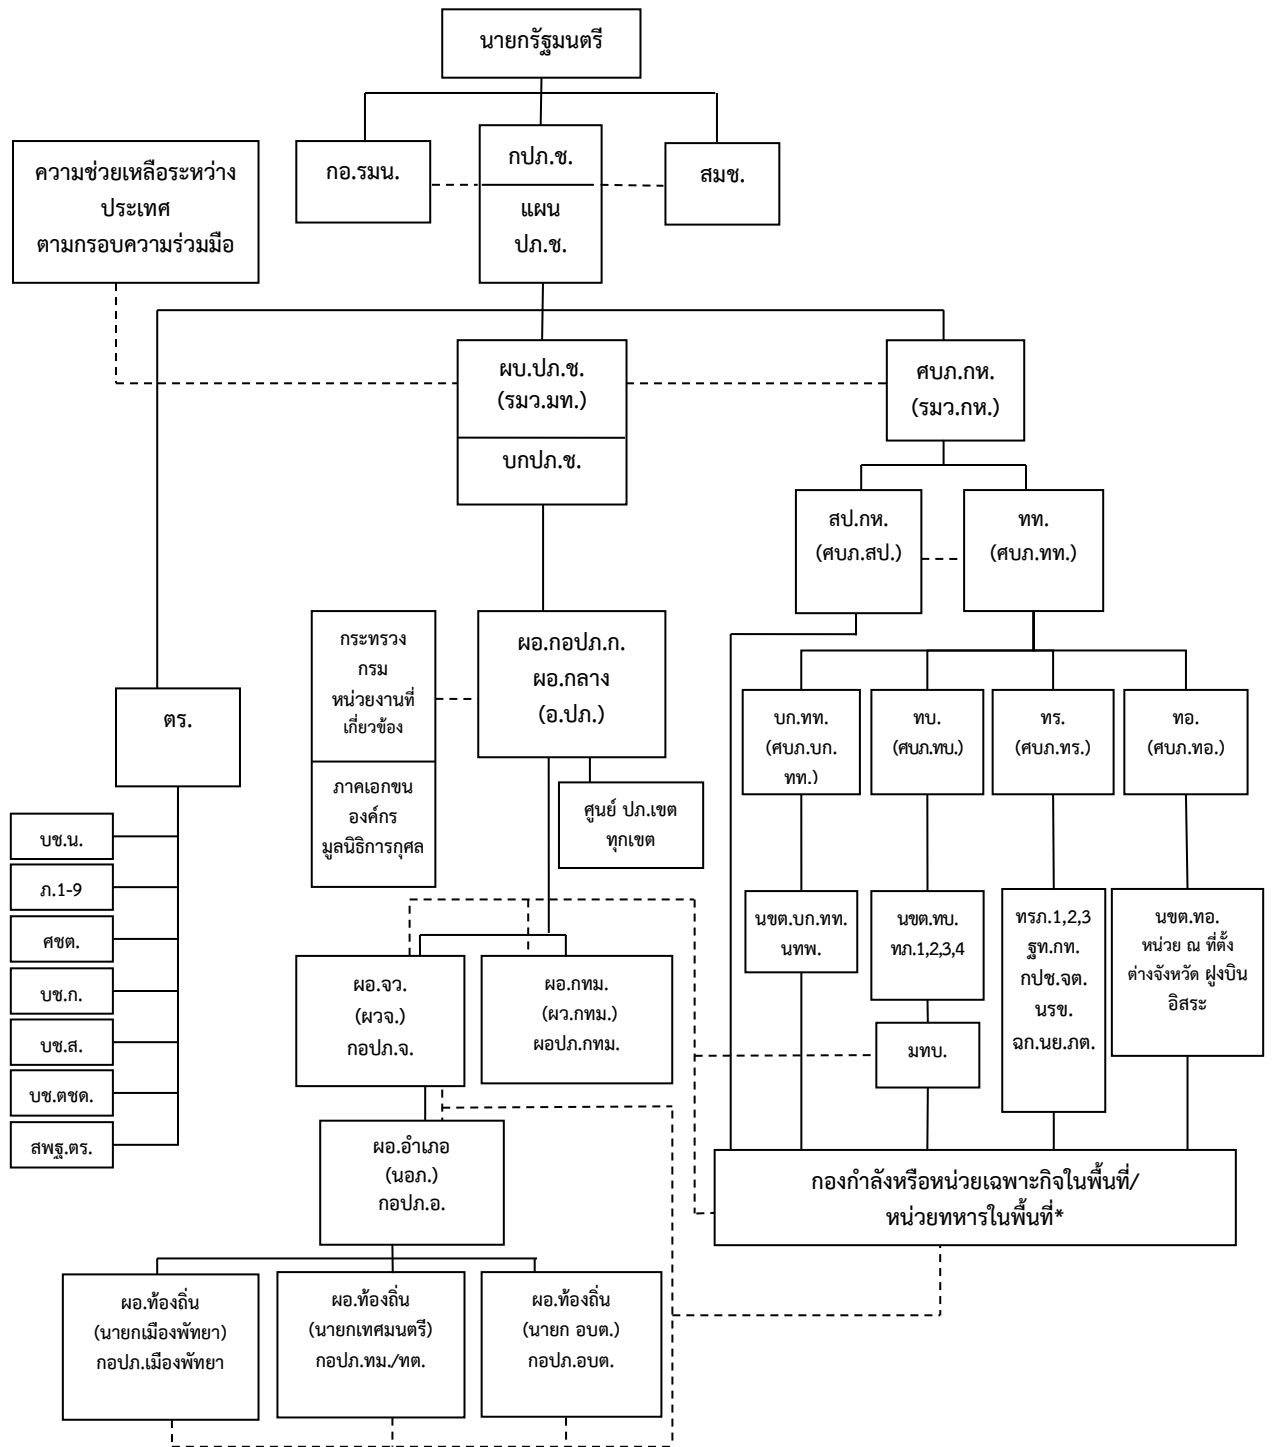 นายกรัฐมนตรี
ความช่วยเหลือระหว่าง
ประเทศ
ตามกรอบความร่วมมือ
กอ.รมน.
กปภ.ช.
แผน
ปภ.ช.
สมช.
ผบ.ปภ.ช.
(รมว.มท.)
บกปภ.ช.
ศบภ.กห.
(รมว.กห.)
สป.กห.
(ศบภ.สป.)
ทท.
(ศบภ.ทท.)
กระทรวง
กรม
หน่วยงานที่
เกี่ยวข้อง
ภาคเอกขน
องค์กร
มูลนิธิการกุศล
ผอ.กอปภ.ก.
ผอ.กลาง
(อ.ปภ.)
ศูนย์ ปภ.เขต
ทุกเขต
ตร.
บช.น.
ภ.1-9
ศชต.
บช.ก.
บช.ส.
บช.ตชด.
สพฐ.ตร.
บก.ทท.
(ศบภ.บก.
ทท.)
ทบ.
(ศบภ.ทบ.)
ทร.
(ศบภ.ทร.)
ทอ.
(ศบภ.ทอ.)
นขต.บก.ทท.
นทพ.
นขต.ทบ.
ทภ.1,2,3,4
มทบ.
ทรภ.1,2,3
ฐท.กท.
กปช.จต.
นรข.
ฉก.นย.ภต.
นขต.ทอ.
หน่วย ณ ที่ตั้ง
ต่างจังหวัด ฝูงบิน
อิสระ
ผอ.จว.
(ผวจ.)
กอปภ.จ.
ผอ.กทม.
(ผว.กทม.)
ผอปภ.กทม.
ผอ.อำเภอ
(นอภ.)
กอปภ.อ.
กองกำลังหรือหน่วยเฉพาะกิจในพื้นที่/
หน่วยทหารในพื้นที่*
ผอ.ท้องถิ่น
(นายกเมืองพัทยา)
กอปภ.เมืองพัทยา
ผอ.ท้องถิ่น
(นายกเทศมนตรี)
กอปภ.ทม./ทต.
ผอ.ท้องถิ่น
(นายก อบต.)
กอปภ.อบต.